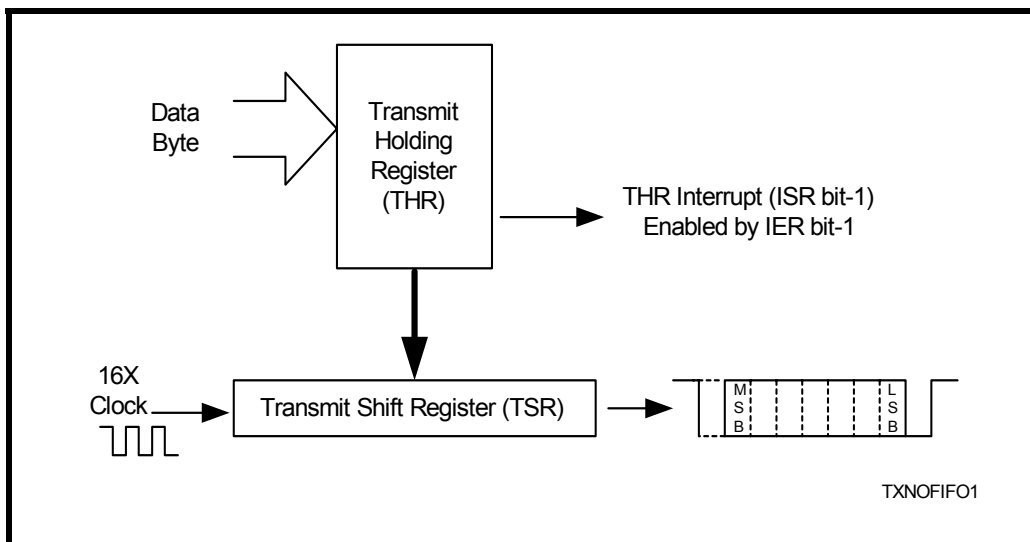 Data
Byte
Transmit
Holding
Register
(THR)
THR Interrupt (ISR bit-1)
Enabled by IER bit-1
16X
Clock
Transmit Shift Register (TSR)
M
S
B
L
S
B
TXNOFIFO1